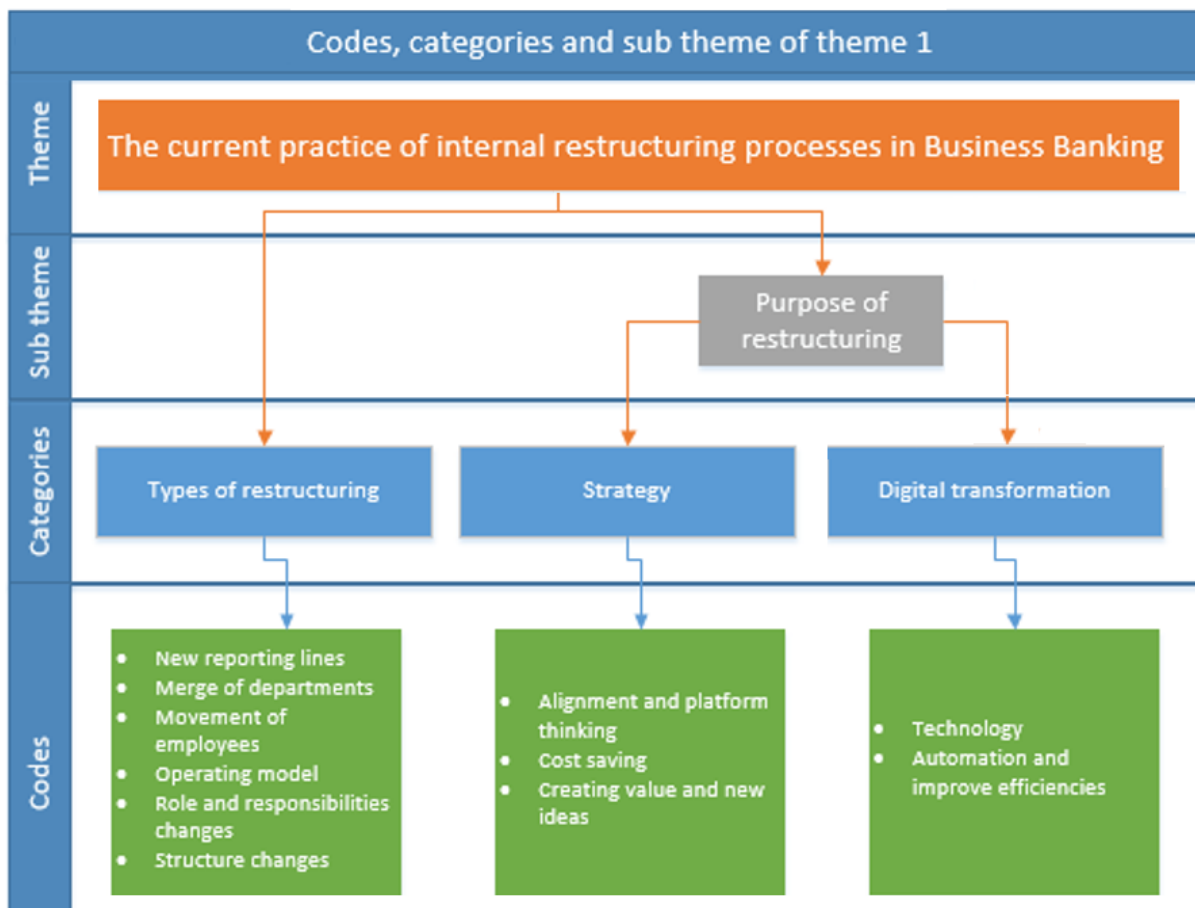 Codes, categories and sub theme of theme 1
Theme
The current practice of internal restructuring processes in Business Banking
Sub theme
Purpose of
restructuring
Categories
Types of restructuring
Strategy
Digital transformation
Codes
• New reporting lines
• Merge of departments
• Movement of
employees
• Operating model
• Role and responsibilities
changes
• Structure changes
• Alignment and platform
thinking
• Cost saving
• Creating value and new
ideas
• Technology
• Automation and
improve efficiencies